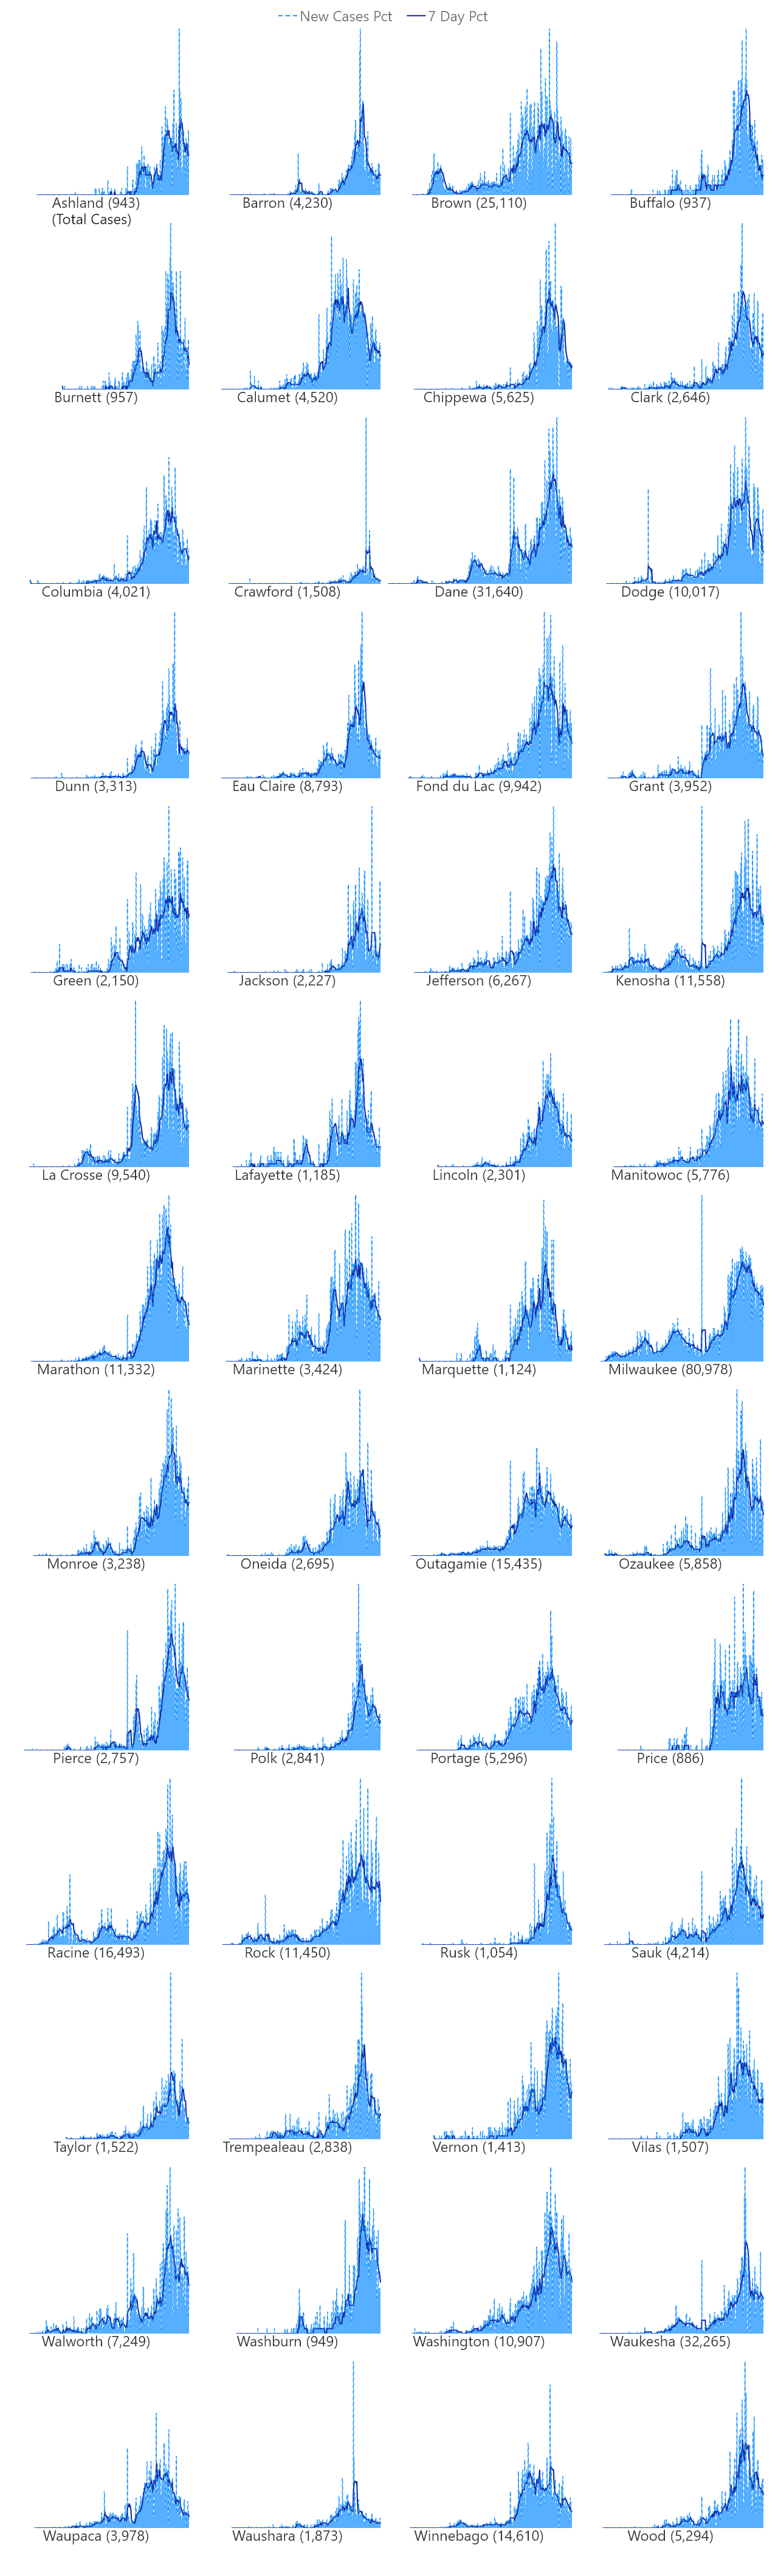 New Cases Pct 7 Day Pct
Ashland (943) Barron (4,230) Brown (25,110) Buffalo (937)
(Total Cases)
Burnett (957) Calumet (4,520) Chippewa (5,625) Clark (2,646)
Columbia (4,021) Crawford (1,508) Dane (31,640) Dodge (10,017)
Dunn (3,313) Eau Claire (8,793) Fond du Lac (9,942) Grant (3,952)
Green (2,150) Jackson (2,227) Jefferson (6,267) Kenosha (11,558)
La Crosse (9,540) Lafayette (1,185) Lincoln (2,301) Manitowoc (5,776)
Marathon (11,332) Marinette (3,424) Marquette (1,124) Milwaukee (80,978)
Monroe (3,238) Oneida (2,695) Outagamie (15,435) Ozaukee (5,858)
Pierce (2,757) Polk (2,841) Portage (5,296) Price (886)
Racine (16,493) Rock (11,450) Rusk (1,054) Sauk (4,214)
Taylor (1,522) Trempealeau (2,838) Vernon (1,413) Vilas (1,507)
Walworth (7,249) Washburn (949) Washington (10,907) Waukesha (32,265)
Waupaca (3,978) Waushara (1,873) Winnebago (14,610) Wood (5,294)